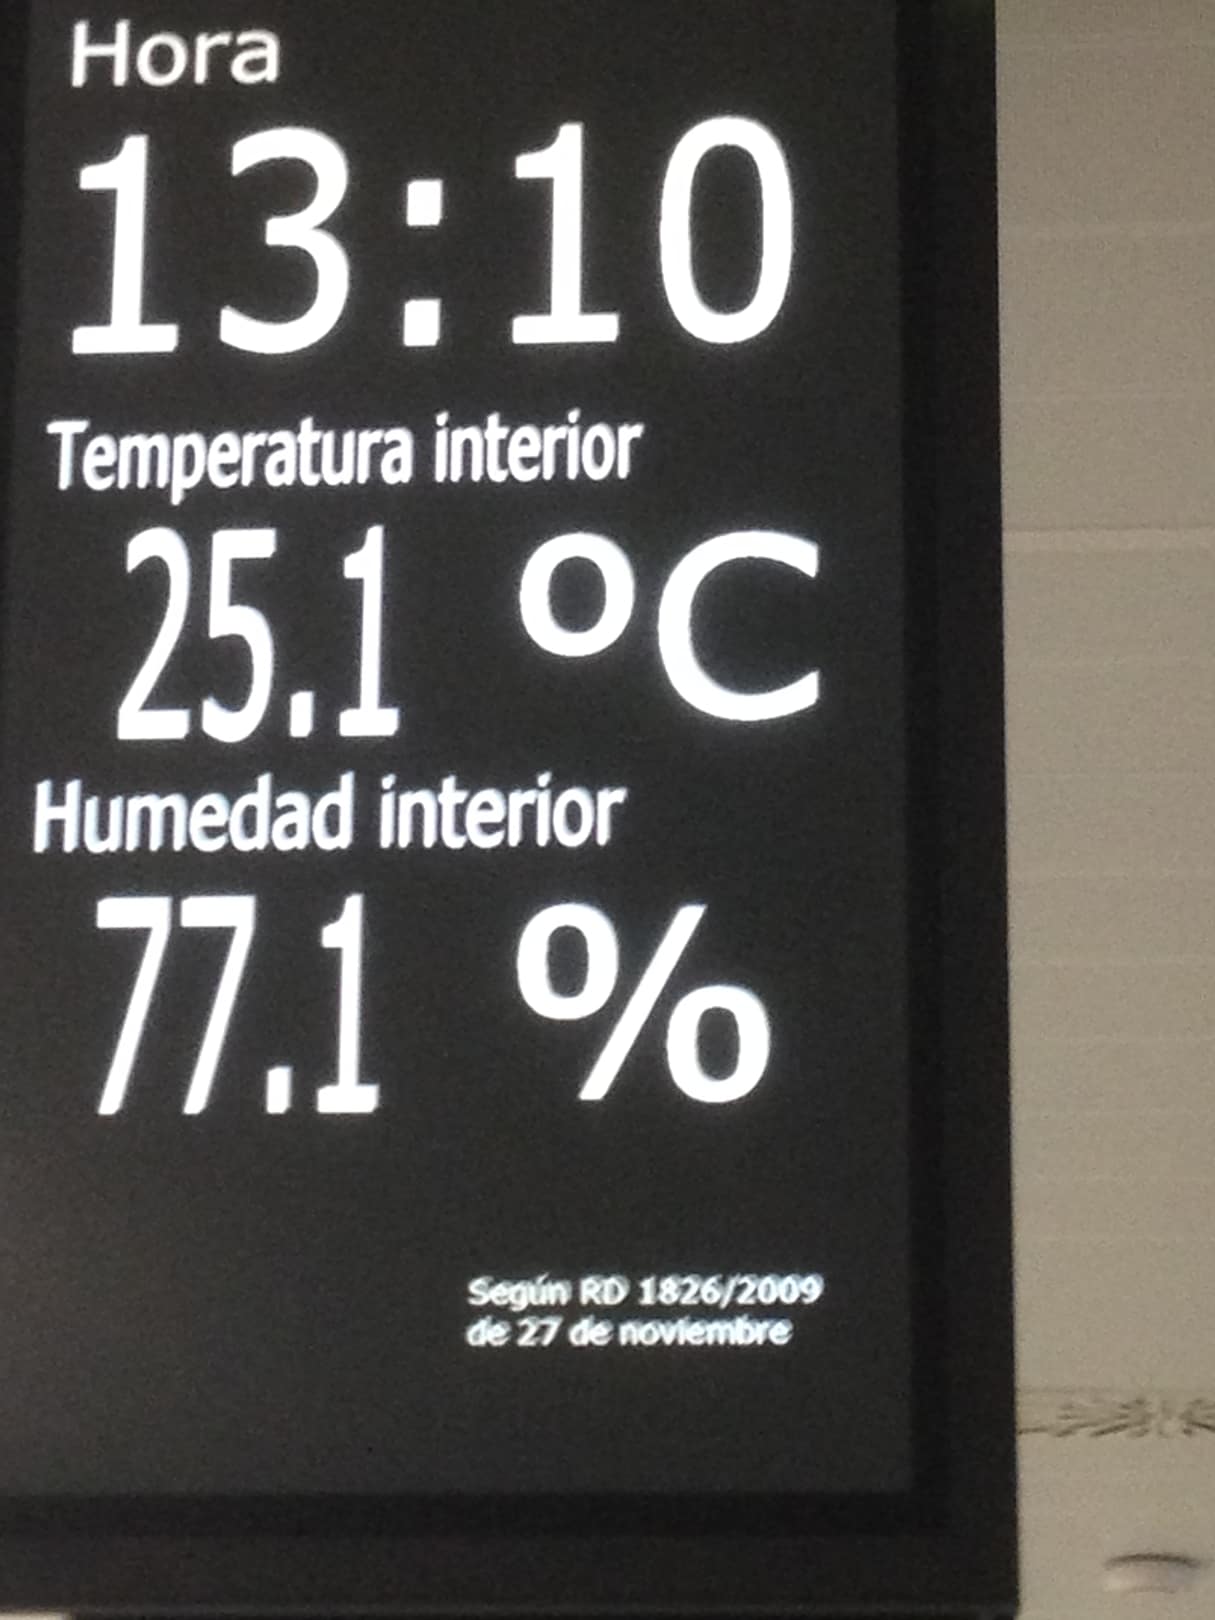 Hora
13:10
Temperatura interior
25.1 ºC
Humedad interior
77.1 %
Según RD 1826/2009
de 27 de noviembre